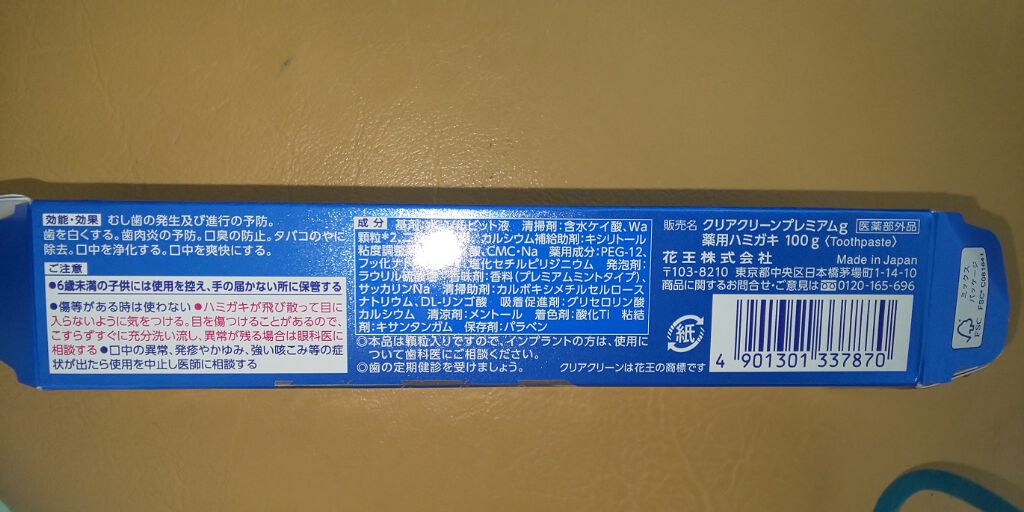 効能・効果 むし歯の発生及び進行の予防。
歯を白くする。歯肉炎の予防。口臭の防止。タバコのやに
除去。口中を浄化する。口中を爽快にする。
ご注意
●6歳未満の子供には使用を控え、手の届かない所に保管する
●傷等がある時は使わない ●ハミガキが飛び散って目に
入らないように気をつける。目を傷つけることがあるので、
こすらずすぐに充分洗い流し、異常が残る場合は眼科医に
相談する ●口中の異常、発疹やかゆみ、強い咳こみ等の症
状が出たら使用を中止し医師に相談する
成分 基剤:ビット液 清掃剤:含水ケイ酸、Wa
顆粒*2、カルシウム補給助剤:キシリトール
粘度調整酸、CMC・Na 薬用成分:PEG-12、
フッ化ナ塩化セチルピリジニウム 発泡剤:
ラウリル硫酸香味剤:香料(プレミアムミントタイプ)、
サッカリンNa 清掃助剤:カルボキシメチルセルロース
ナトリウム、DL-リンゴ酸 吸着促進剤:グリセロリン酸
カルシウム 清涼剤:メントール 着色剤:酸化Ti 粘結
剤:キサンタンガム 保存剤:パラベン
◎本品は顆粒入りですので、インプラントの方は、使用に
ついて歯科医にご相談ください。
◎歯の定期健診を受けましょう。
販売名 クリアクリーンプレミアムg 医薬部外品
薬用ハミガキ 100g〈Toothpaste〉
花王株式会社 Made in Japan
〒103-8210 東京都中央区日本橋茅場町1-14-10
商品に関するお問合せ・ご意見は 0120-165-696
紙
4 901301 337870
クリアクリーンは花王の商標です
ミックス
パッケージ
FSC FSC® C081641